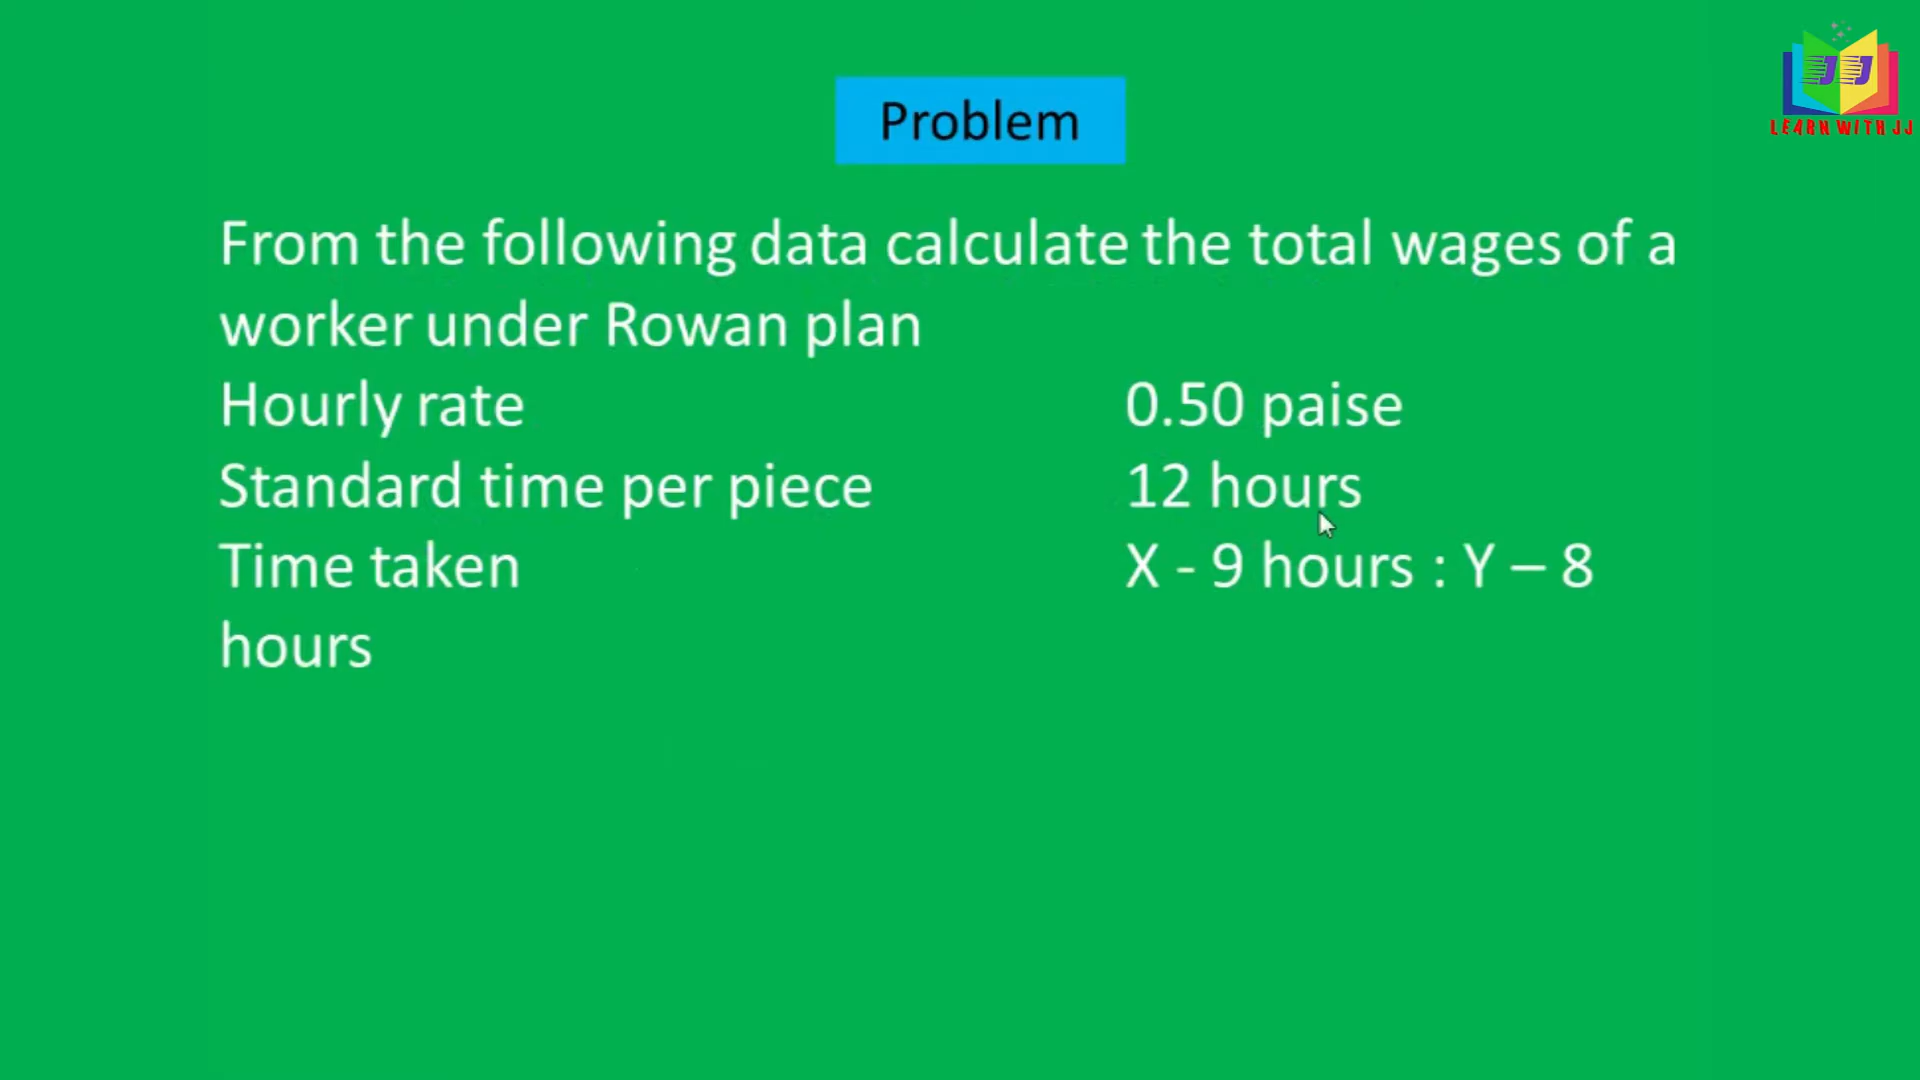 JJ
LEARN WITH JJ
Problem
From the following data calculate the total wages of a
worker under Rowan plan
Hourly rate 0.50 paise
Standard time per piece 12 hours
Time taken X - 9 hours : Y – 8
hours